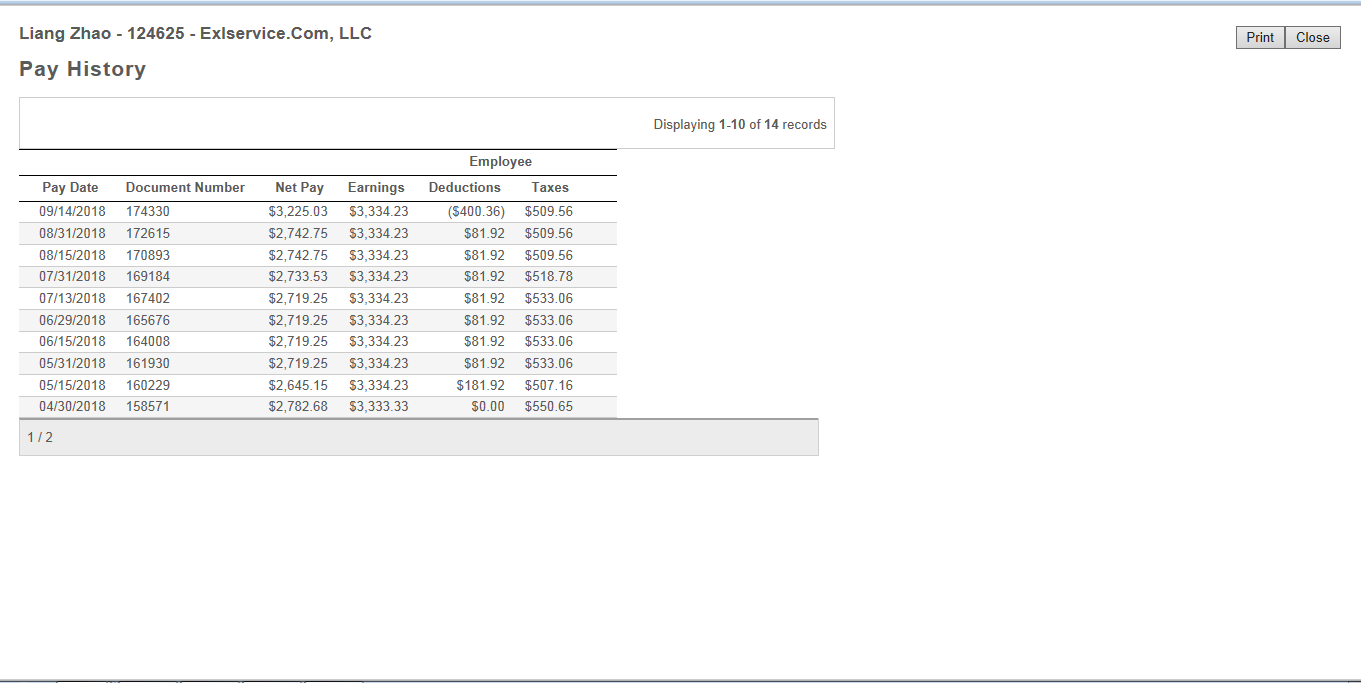 Liang Zhao - 124625 - Exlservice.Com, LLC
Print Close
Pay History
Displaying 1-10 of 14 records
Employee
Pay Date Document Number Net Pay Earnings Deductions Taxes
09/14/2018 174330 $3,225.03 $3,334.23 ($400.36) $509.56
08/31/2018 172615 $2,742.75 $3,334.23 $81.92 $509.56
08/15/2018 170893 $2,742.75 $3,334.23 $81.92 $509.56
07/31/2018 169184 $2,733.53 $3,334.23 $81.92 $518.78
07/13/2018 167402 $2,719.25 $3,334.23 $81.92 $533.06
06/29/2018 165676 $2,719.25 $3,334.23 $81.92 $533.06
06/15/2018 164008 $2,719.25 $3,334.23 $81.92 $533.06
05/31/2018 161930 $2,719.25 $3,334.23 $81.92 $533.06
05/15/2018 160229 $2,645.15 $3,334.23 $181.92 $507.16
04/30/2018 158571 $2,782.68 $3,333.33 $0.00 $550.65
1 / 2